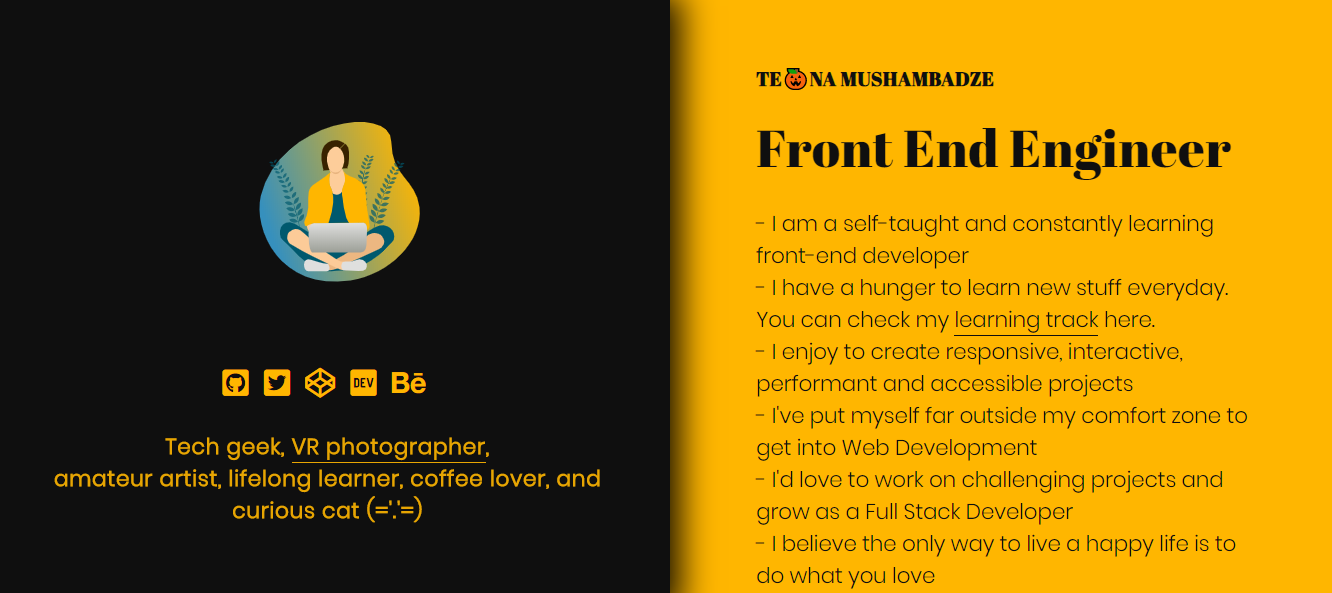 DEV Bē
Tech geek, VR photographer,
amateur artist, lifelong learner, coffee lover, and
curious cat (='.'=)
TE🎃NA MUSHAMBADZE
Front End Engineer
- I am a self-taught and constantly learning
front-end developer
- I have a hunger to learn new stuff everyday.
You can check my learning track here.
- I enjoy to create responsive, interactive,
performant and accessible projects
- I've put myself far outside my comfort zone to
get into Web Development
- I'd love to work on challenging projects and
grow as a Full Stack Developer
- I believe the only way to live a happy life is to
do what you love